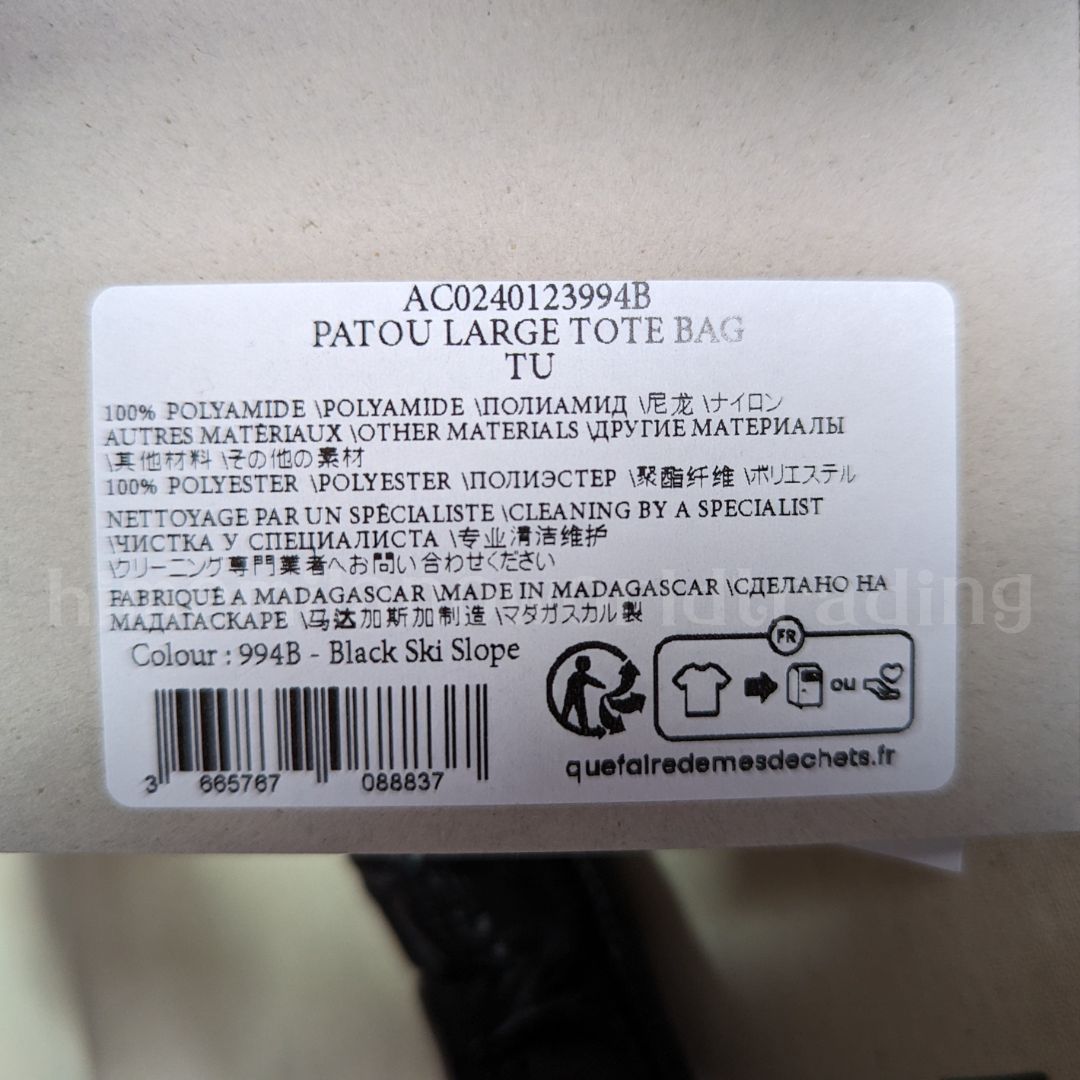 AC0240123994B
PATOU LARGE TOTE BAG
TU
100% POLYAMIDE \POLYAMIDE \ПОЛИАМИД \尼龙 \ナイロン
AUTRES MATÉRIAUX \OTHER MATERIALS \ДРУГИЕ МАТЕРИАЛЫ
\其他材料 \その他の素材
100% POLYESTER \POLYESTER \ПОЛИЭСТЕР \聚酯纤维 \ポリエステル
NETTOYAGE PAR UN SPÉCIALISTE \CLEANING BY A SPECIALIST
\ЧИСТКА У СПЕЦИАЛИСТА \专业清洁维护
\クリーニング専門業者へお問い合わせください
FABRIQUÉ A MADAGASCAR \MADE IN MADAGASCAR \СДЕЛАНО НА
МАДАГАСКАРЕ \马达加斯加制造 \マダガスカル製
Colour : 994B - Black Ski Slope
FR
ou
quefairedemesdechets.fr
3 665767 088837